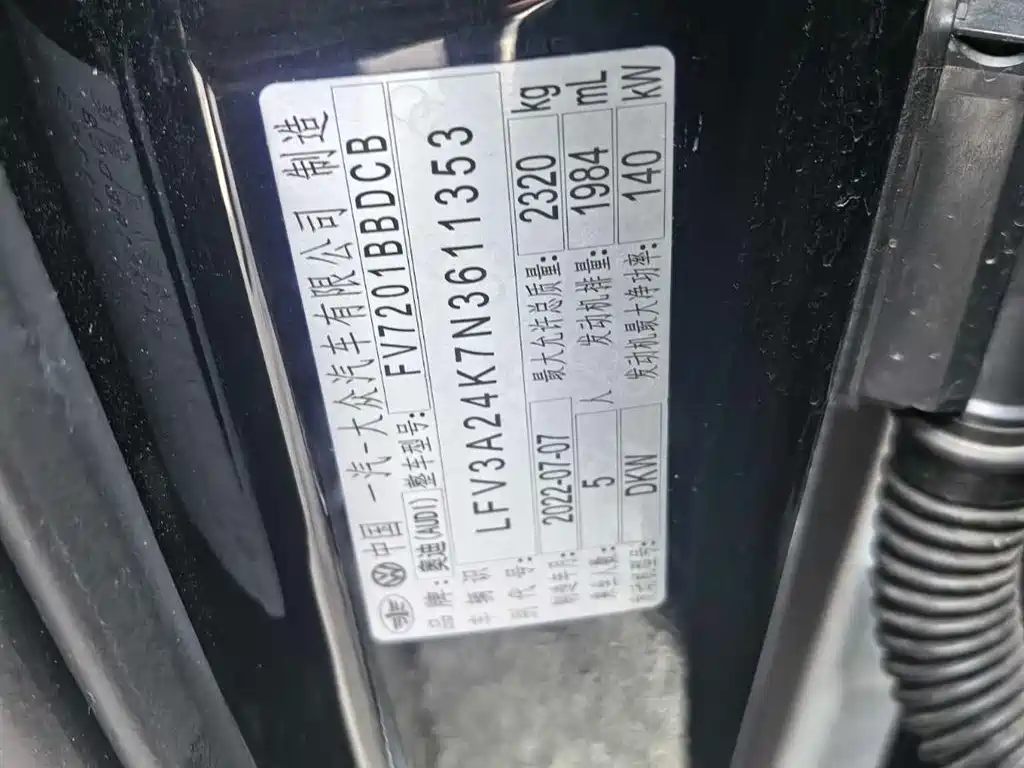 中国 一汽-大众汽车有限公司 制造
品牌: 奥迪(AUDI) 整车型号: FV7201BBDCB
车辆识别代号: LFV3A24K7N3611353
制造年月: 2022-07-07 最大允许总质量: 2320 kg
乘坐人数: 5 人 发动机排量: 1984 mL
发动机型号: DKW 发动机最大净功率: 140 kW